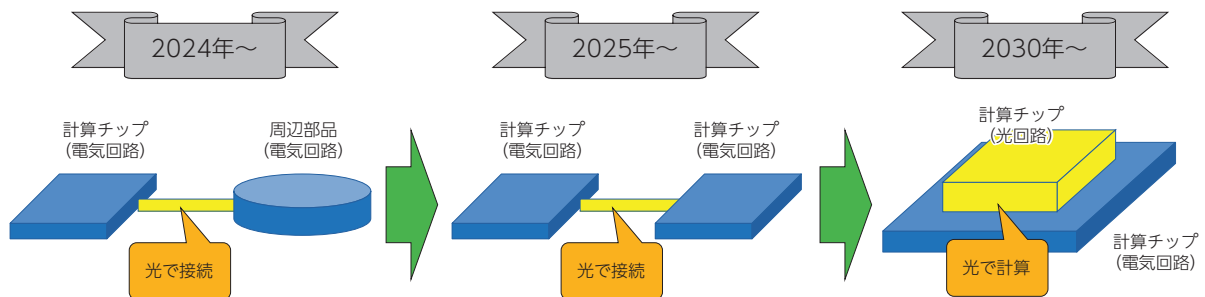 2024年～
2025年～
2030年～
計算チップ
(電気回路)
周辺部品
(電気回路)
光で接続
計算チップ
(電気回路)
計算チップ
(電気回路)
光で接続
計算チップ
(光回路)
光で計算
計算チップ
(電気回路)